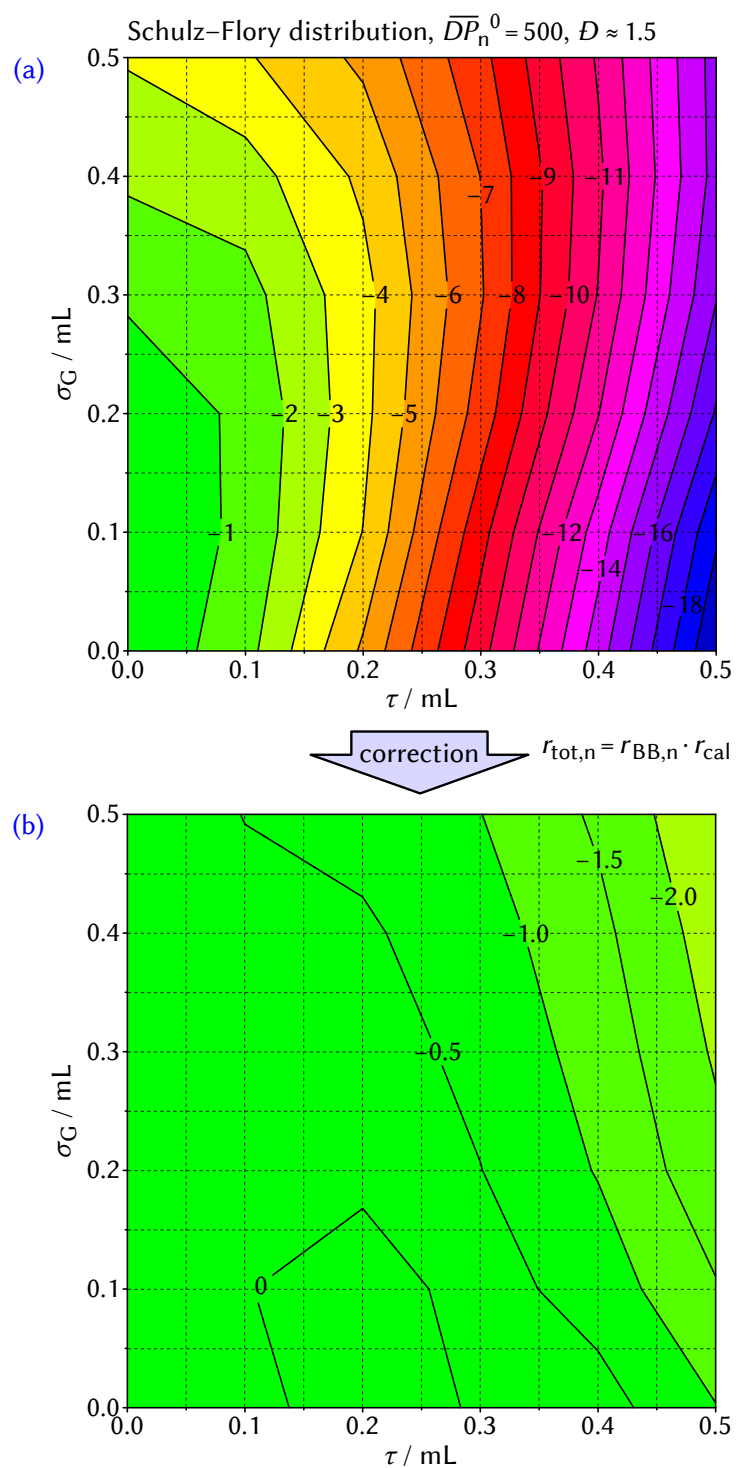 Schulz–Flory distribution, D̅P̅ₙ⁰ = 500, Đ ≈ 1.5
(a)
0.5
0.4
−9
−11
−7
0.3
−4
−6
−8
−10
σG / mL
0.2
−2
−3
−5
0.1
−1
−12
−16
−14
−18
0.0
0.0 0.1 0.2 0.3 0.4 0.5
τ / mL
correction
r_tot,n = r_BB,n · r_cal
(b)
0.5
−1.5
−2.0
0.4
−1.0
0.3
−0.5
σG / mL
0.2
0.1
0
0.0
0.0 0.1 0.2 0.3 0.4 0.5
τ / mL